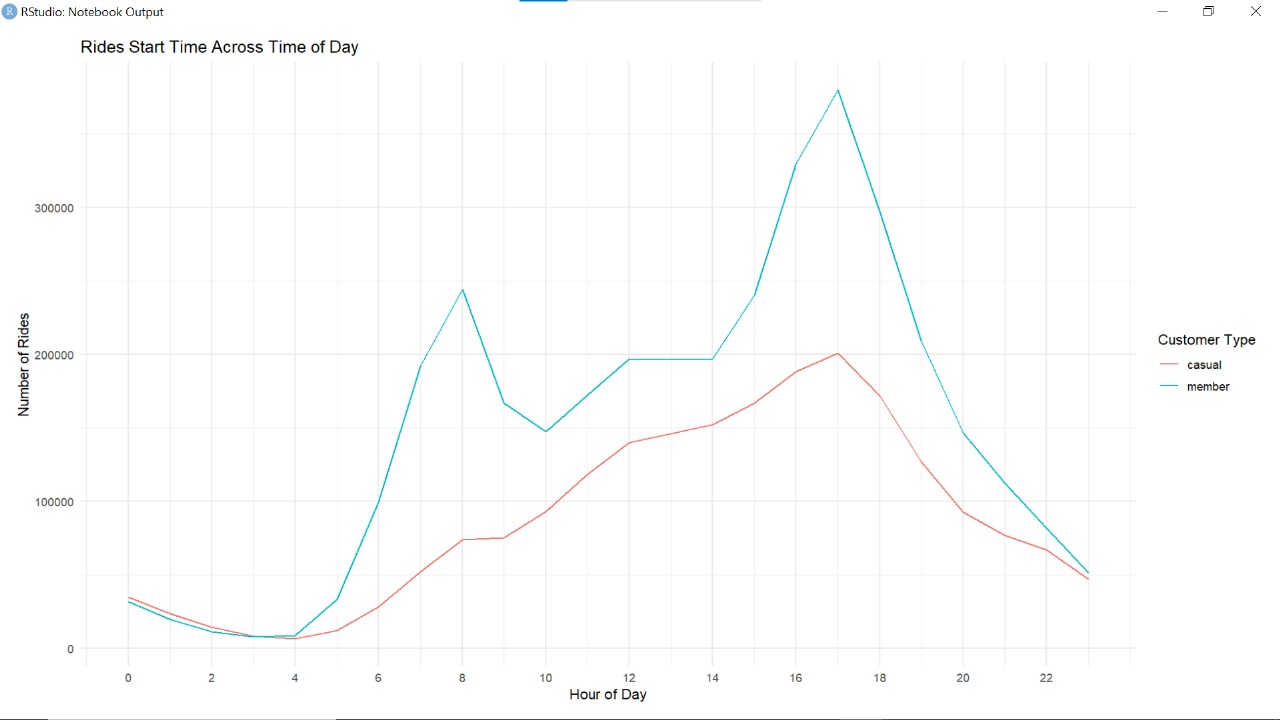 R RStudio: Notebook Output
Rides Start Time Across Time of Day
Number of Rides
300000
200000
100000
0
0 2 4 6 8 10 12 14 16 18 20 22
Hour of Day
Customer Type
casual
member